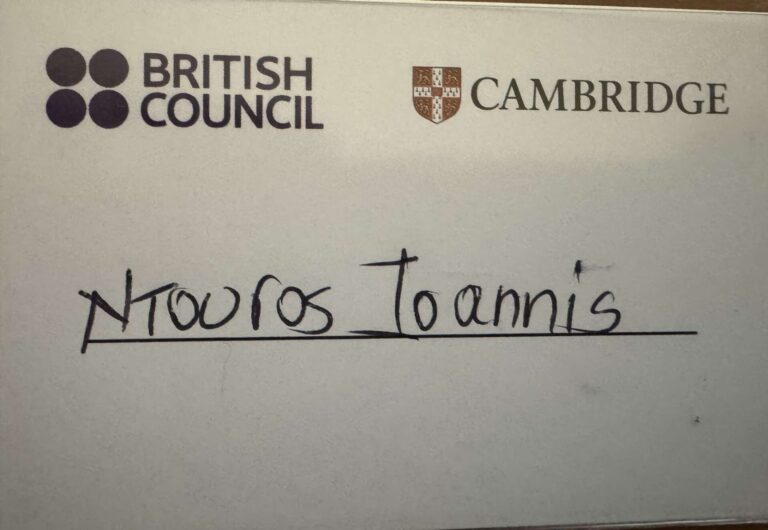 BRITISH COUNCIL CAMBRIDGE
Ntouros Ioannis